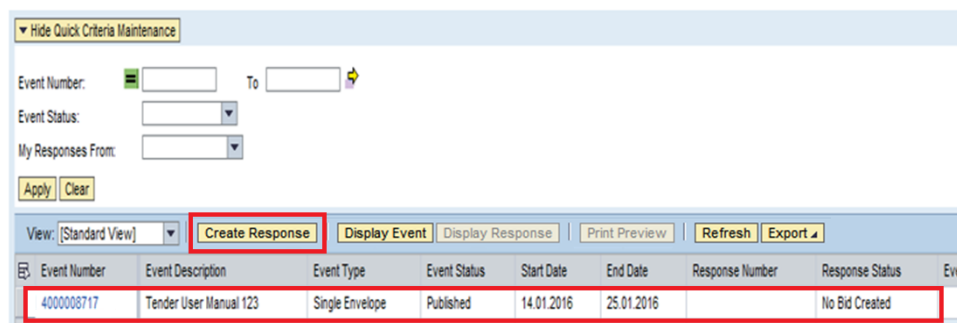 Hide Quick Criteria Maintenance
Event Number: To
Event Status:
My Responses From:
Apply Clear
View: [Standard View] Create Response Display Event Display Response Print Preview Refresh Export
Event Number Event Description Event Type Event Status Start Date End Date Response Number Response Status
4000008717 Tender User Manual 123 Single Envelope Published 14.01.2016 25.01.2016 No Bid Created